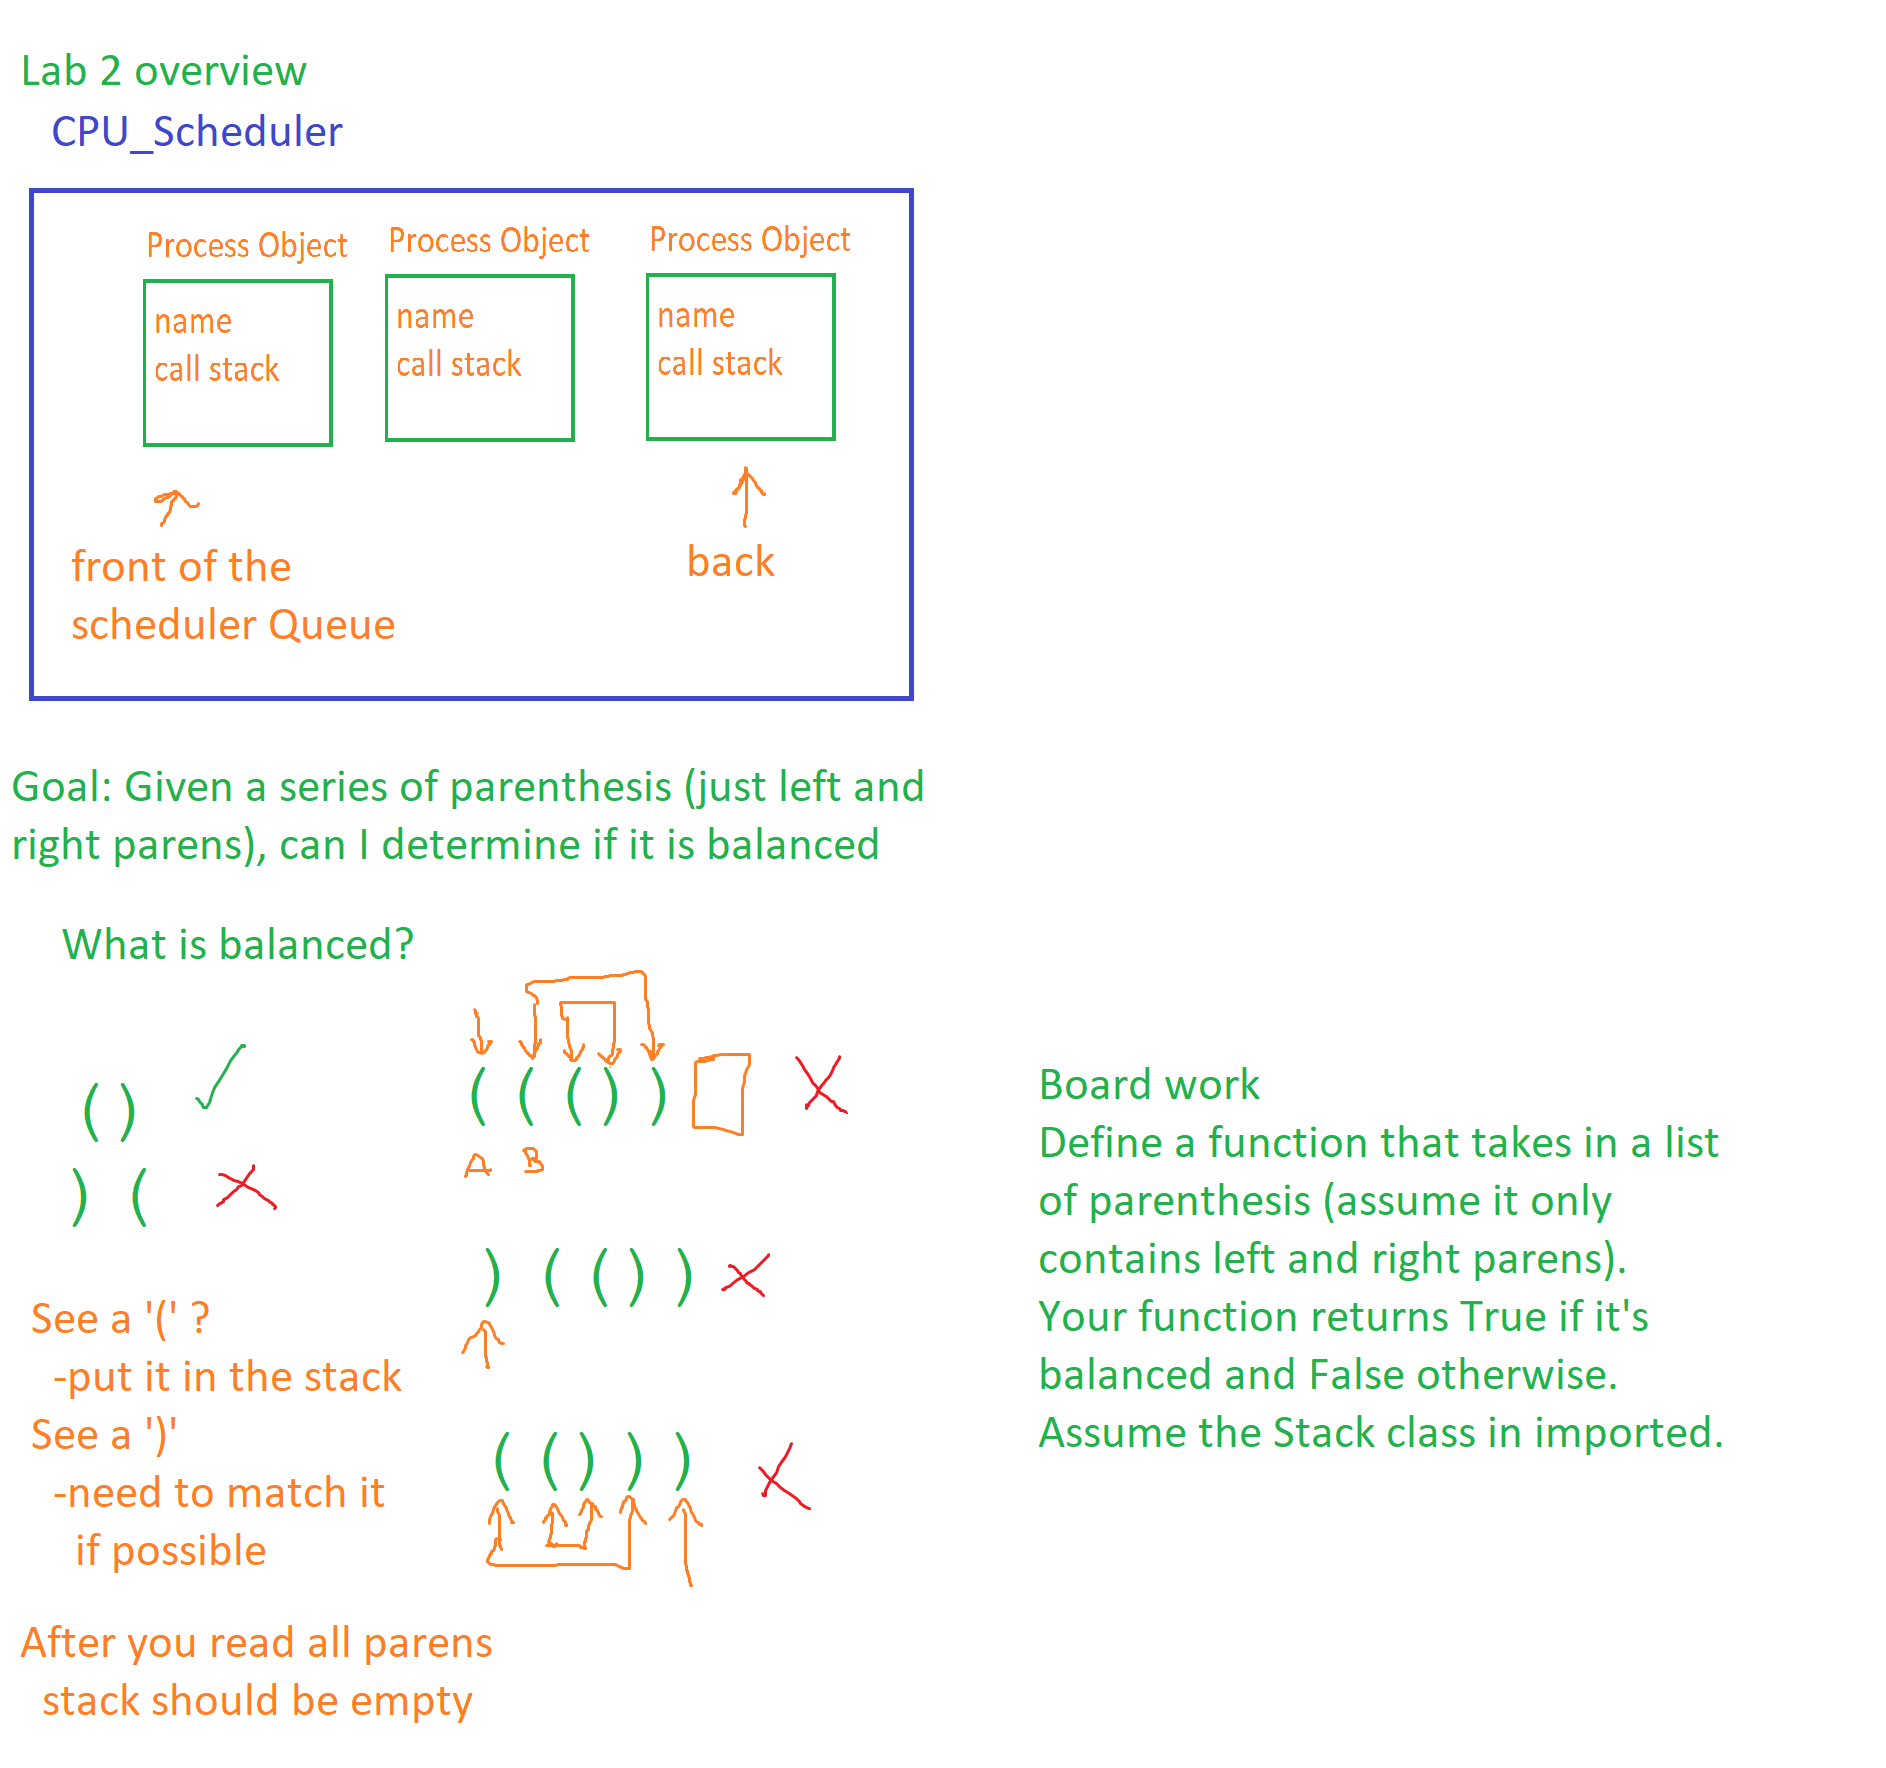 Lab 2 overview
CPU_Scheduler
Process Object
Process Object
Process Object
name
call stack
name
call stack
name
call stack
front of the
scheduler Queue
back
Goal: Given a series of parenthesis (just left and
right parens), can I determine if it is balanced
What is balanced?
( )
) (
( ( ( ) )
A B
) ( ( ) )
( ( ) ) )
See a '(' ?
-put it in the stack
See a ')'
-need to match it
if possible
After you read all parens
stack should be empty
Board work
Define a function that takes in a list
of parenthesis (assume it only
contains left and right parens).
Your function returns True if it's
balanced and False otherwise.
Assume the Stack class in imported.